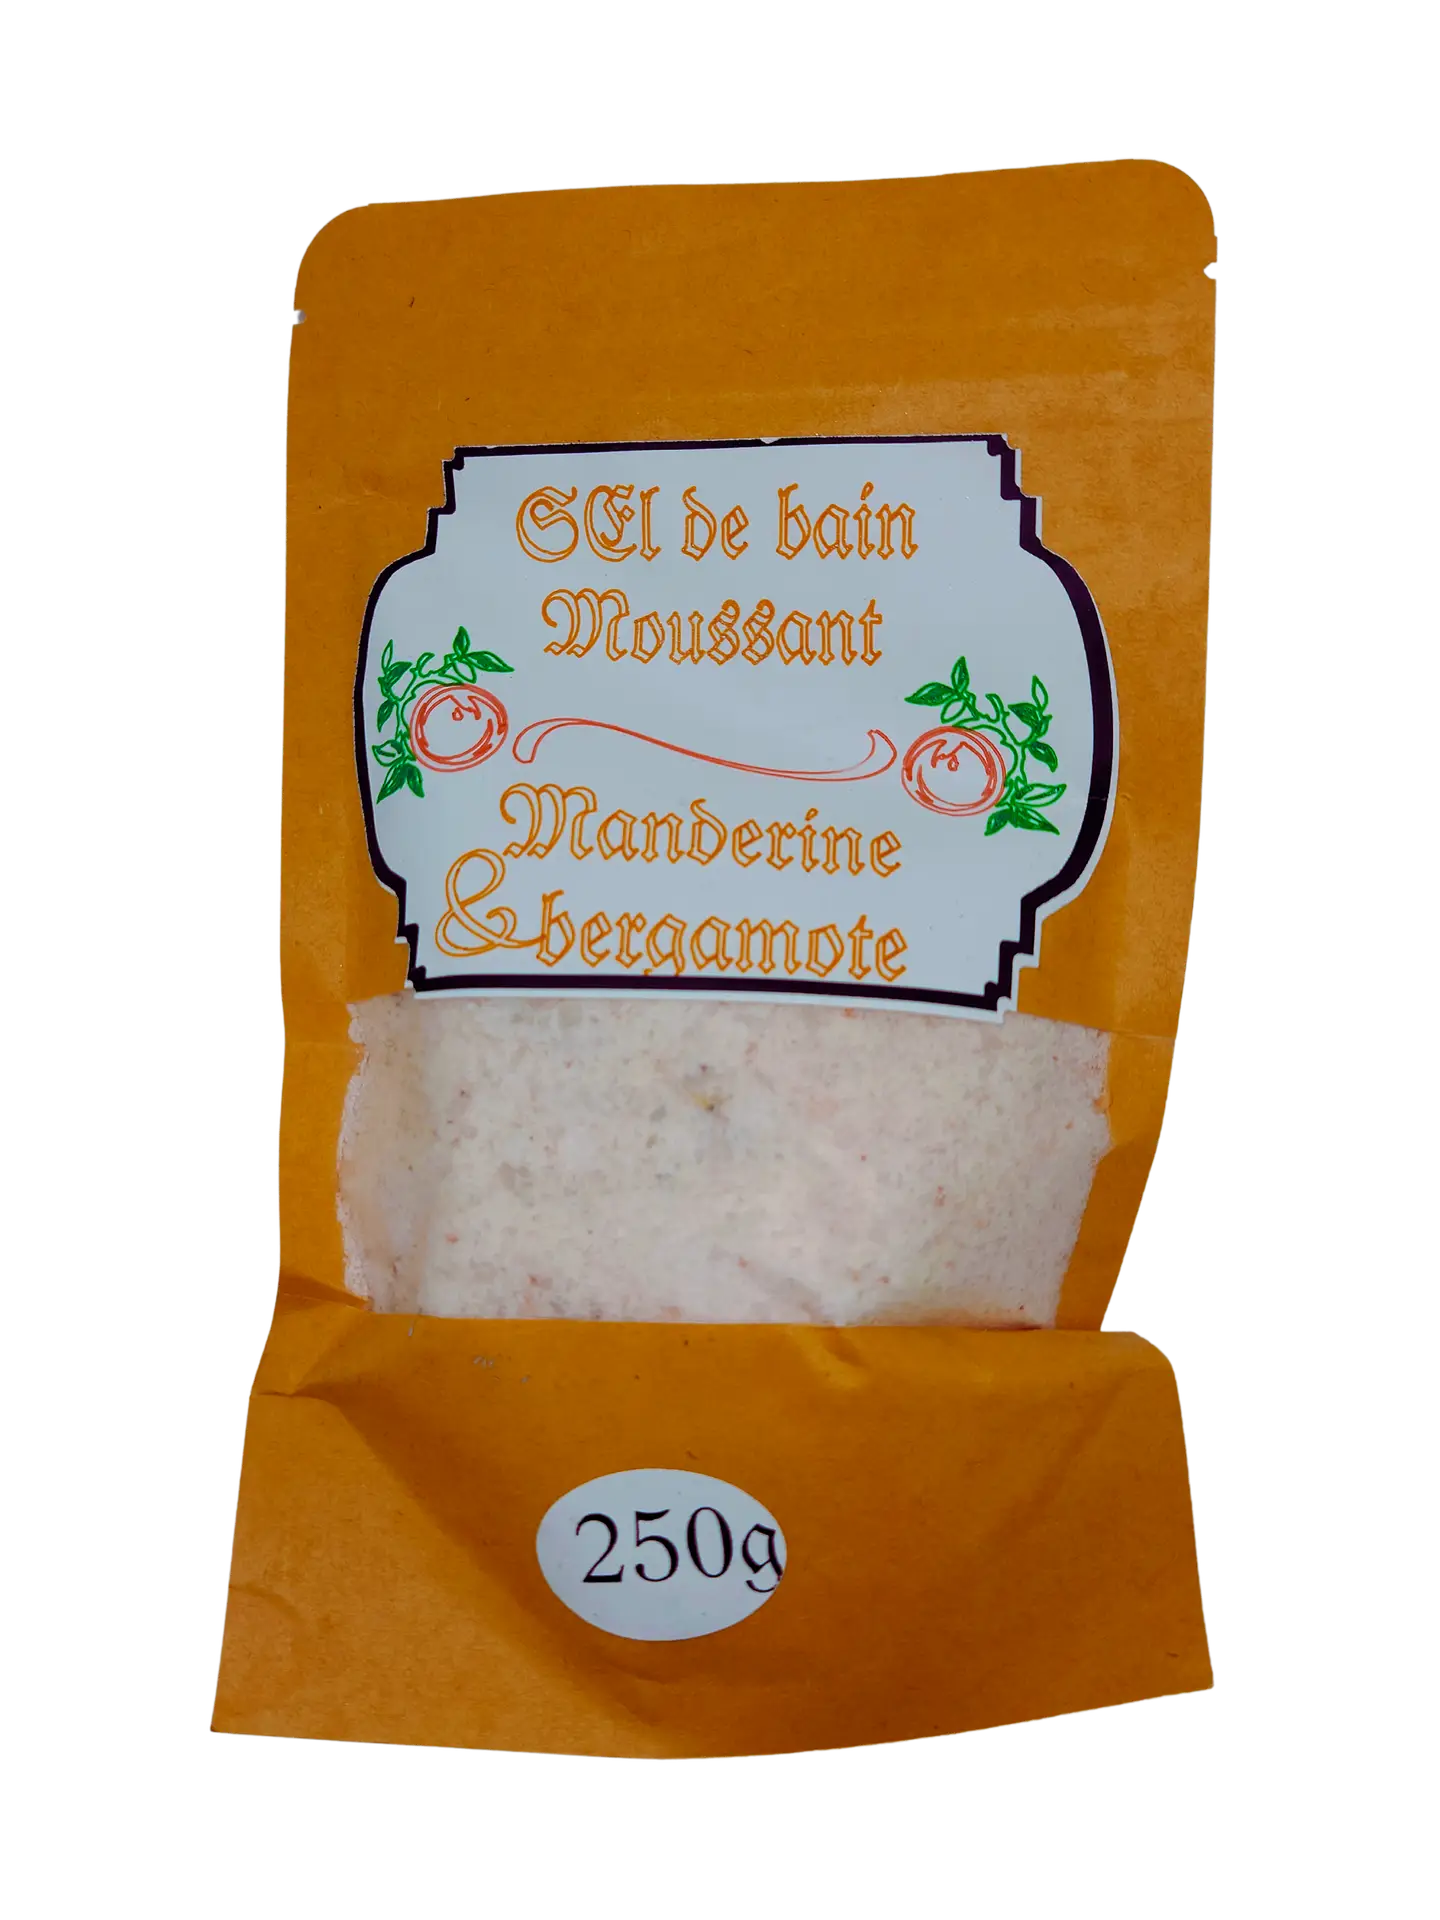 SEl de bain
Moussant
Manderine
& bergamote
250g